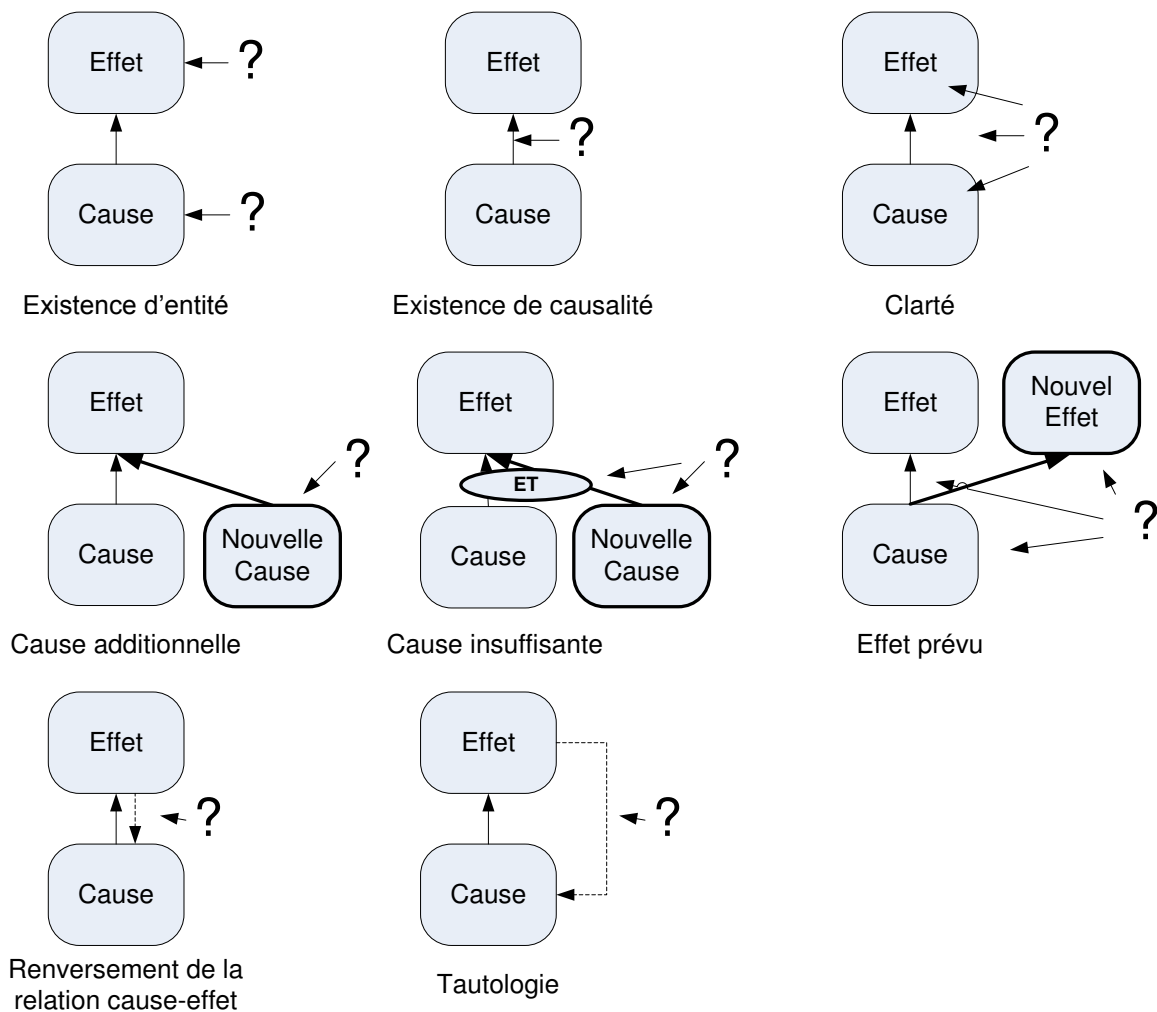 Effet
?
Cause
?
Existence d'entité
Effet
?
Cause
Existence de causalité
Effet
?
Cause
Clarté
Effet
?
Cause
Nouvelle
Cause
Cause additionnelle
Effet
?
ET
Cause
Nouvelle
Cause
Cause insuffisante
Effet
Nouvel
Effet
?
Cause
Effet prévu
Effet
?
Cause
Renversement de la
relation cause-effet
Effet
?
Cause
Tautologie